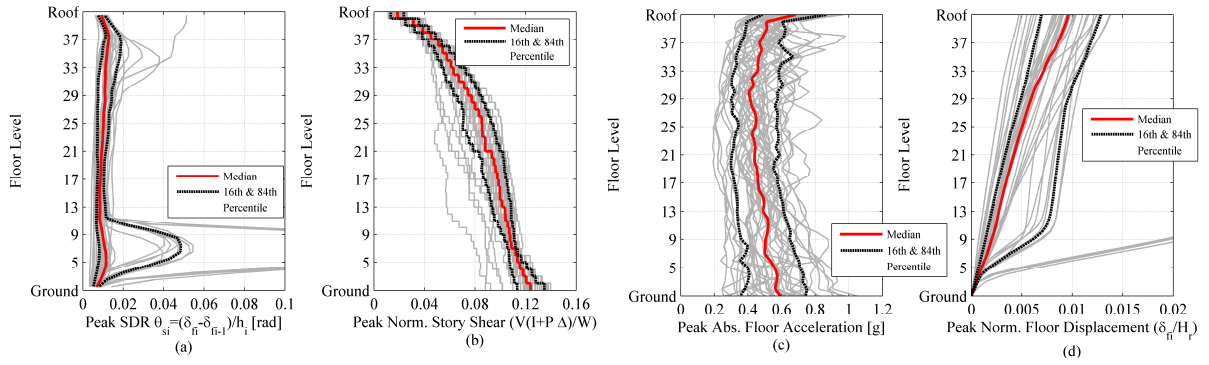 Roof
37
33
29
25
21
17
13
9
5
Ground
Floor Level
Median
16th & 84th
Percentile
0 0.02 0.04 0.06 0.08 0.1
Peak SDR θsi=(δfi-δfi-1)/hi [rad]
(a)
Roof
37
33
29
25
21
17
13
9
5
Ground
Floor Level
Median
16th & 84th
Percentile
0 0.04 0.08 0.12 0.16
Peak Norm. Story Shear (V(I+P Δ)/W)
(b)
Roof
37
33
29
25
21
17
13
9
5
Ground
Floor Level
Median
16th & 84th
Percentile
0 0.2 0.4 0.6 0.8 1 1.2
Peak Abs. Floor Acceleration [g]
(c)
Roof
37
33
29
25
21
17
13
9
5
Ground
Floor Level
Median
16th & 84th
Percentile
0 0.005 0.01 0.015 0.02
Peak Norm. Floor Displacement (δfi/Hr)
(d)